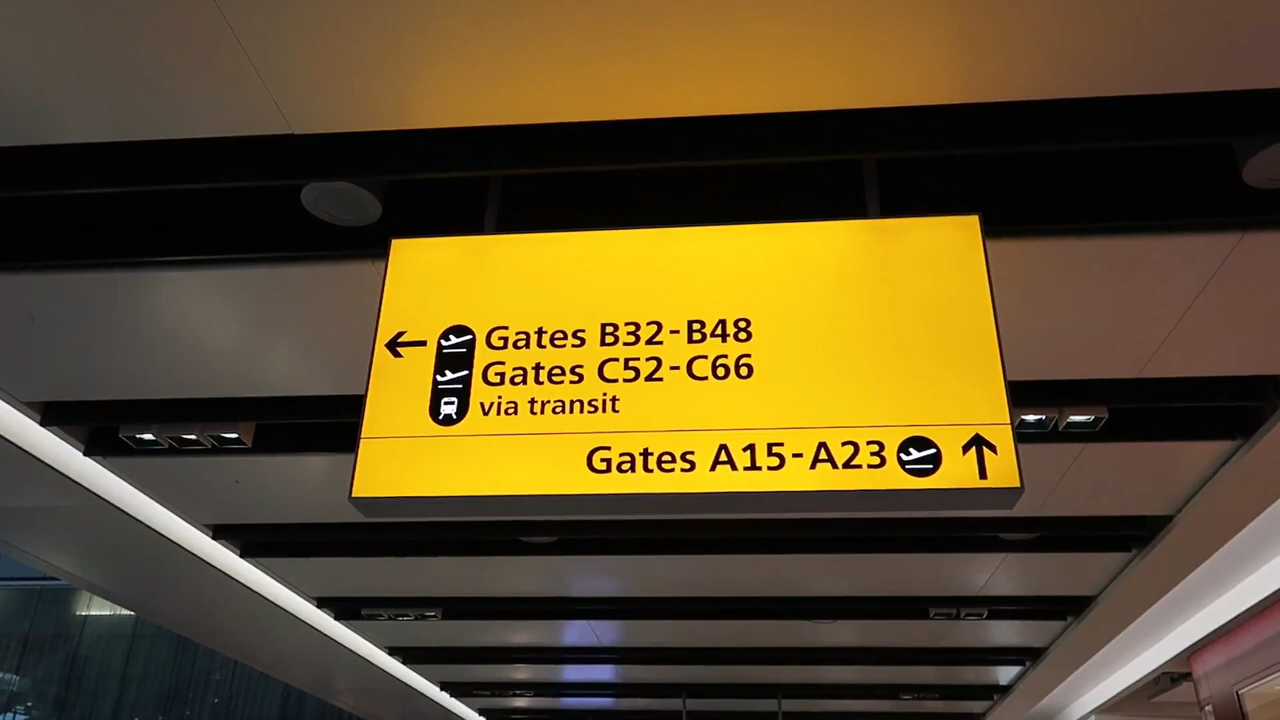 Gates B32-B48
Gates C52-C66
via transit
Gates A15-A23